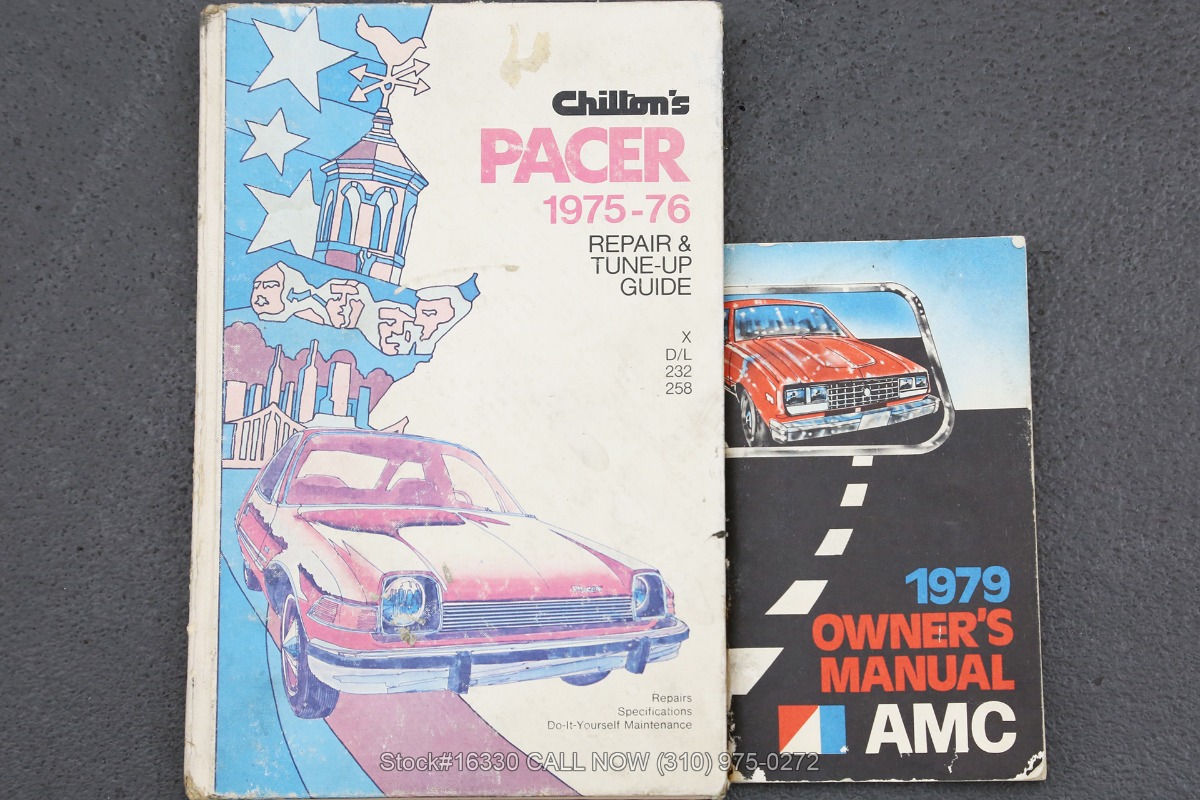 Chilton's
PACER
1975-76
REPAIR &
TUNE-UP
GUIDE
X
D/L
232
258
Repairs
Specifications
Do-It-Yourself Maintenance
1979
OWNER'S
MANUAL
AMC
Stock#16330 CALL NOW (310) 975-0272